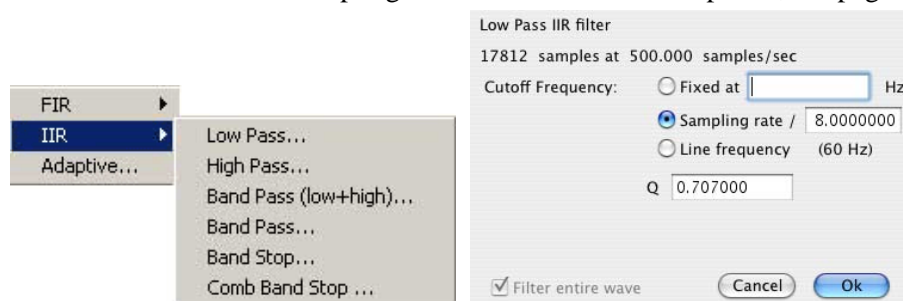 FIR
IIR
Adaptive...
Low Pass...
High Pass...
Band Pass (low+high)...
Band Pass...
Band Stop...
Comb Band Stop ...
Low Pass IIR filter
17812 samples at 500.000 samples/sec
Cutoff Frequency: Fixed at Hz
Sampling rate / 8.0000000
Line frequency (60 Hz)
Q 0.707000
Filter entire wave Cancel Ok